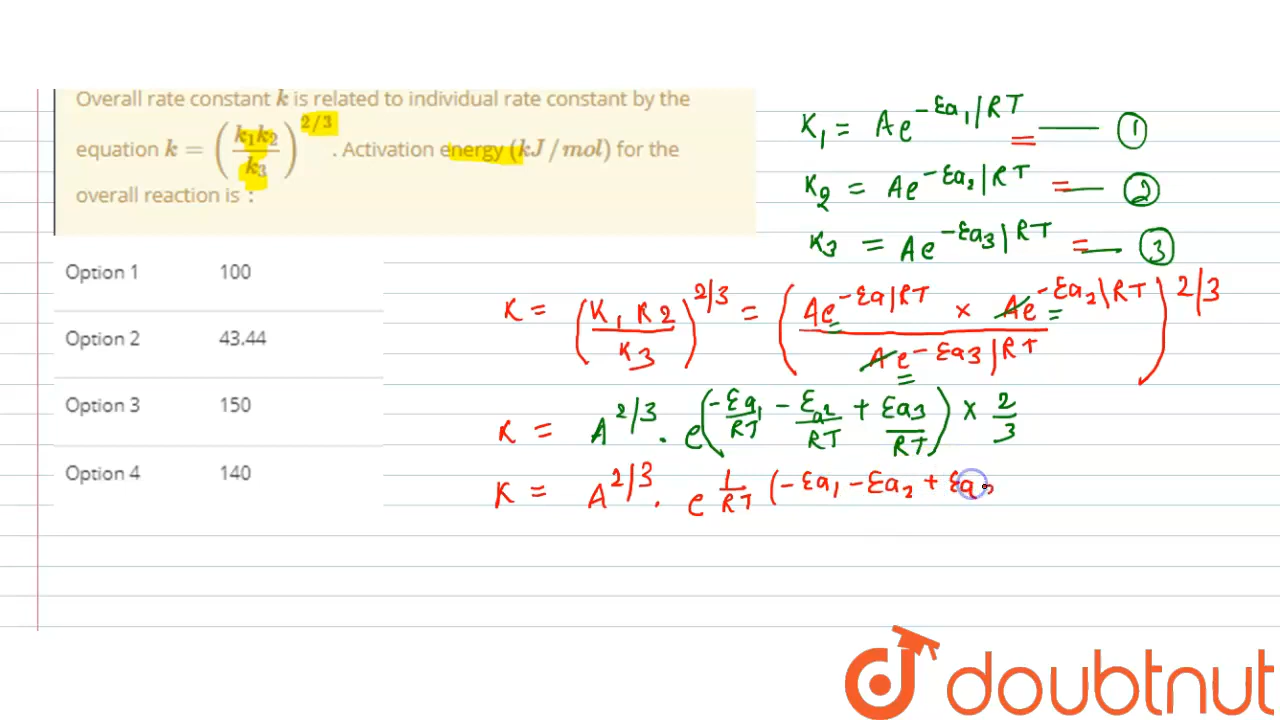 Overall rate constant k is related to individual rate constant by the
equation k = (k₁k₂/k₃)^2/3. Activation energy (kJ/mol) for the
overall reaction is :
Option 1 100
Option 2 43.44
Option 3 150
Option 4 140
K₁ = Ae^-Ea₁/RT = — ①
K₂ = Ae^-Ea₂/RT = — ②
K₃ = Ae^-Ea₃/RT = — ③
K = (K₁ K₂ / K₃)^2/3 = (Ae^-Ea/RT × Ae^-Ea₂/RT / Ae^-Ea₃/RT)^2/3
K = A^2/3 . e^(-Ea₁/RT - Ea₂/RT + Ea₃/RT) × 2/3
K = A^2/3 . e^1/RT (-Ea₁ - Ea₂ + Ea
doubtnut